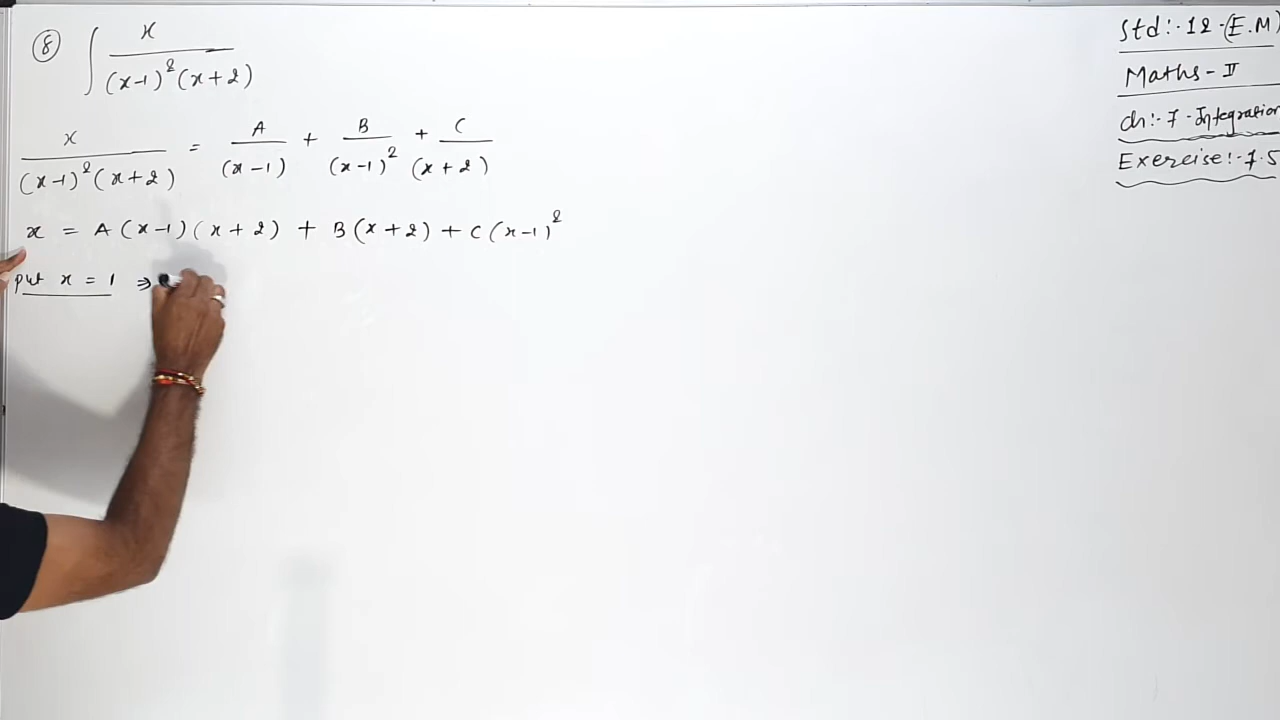 ⑧ ∫ x / (x-1)² (x+2)
x / (x-1)² (x+2) = A / (x-1) + B / (x-1)² + C / (x+2)
x = A (x-1) (x+2) + B (x+2) + C (x-1)²
put x = 1 ⇒
Std:- 12 - (E.M)
Maths - II
Ch:- 7 - Integration
Exercise:- 7.5